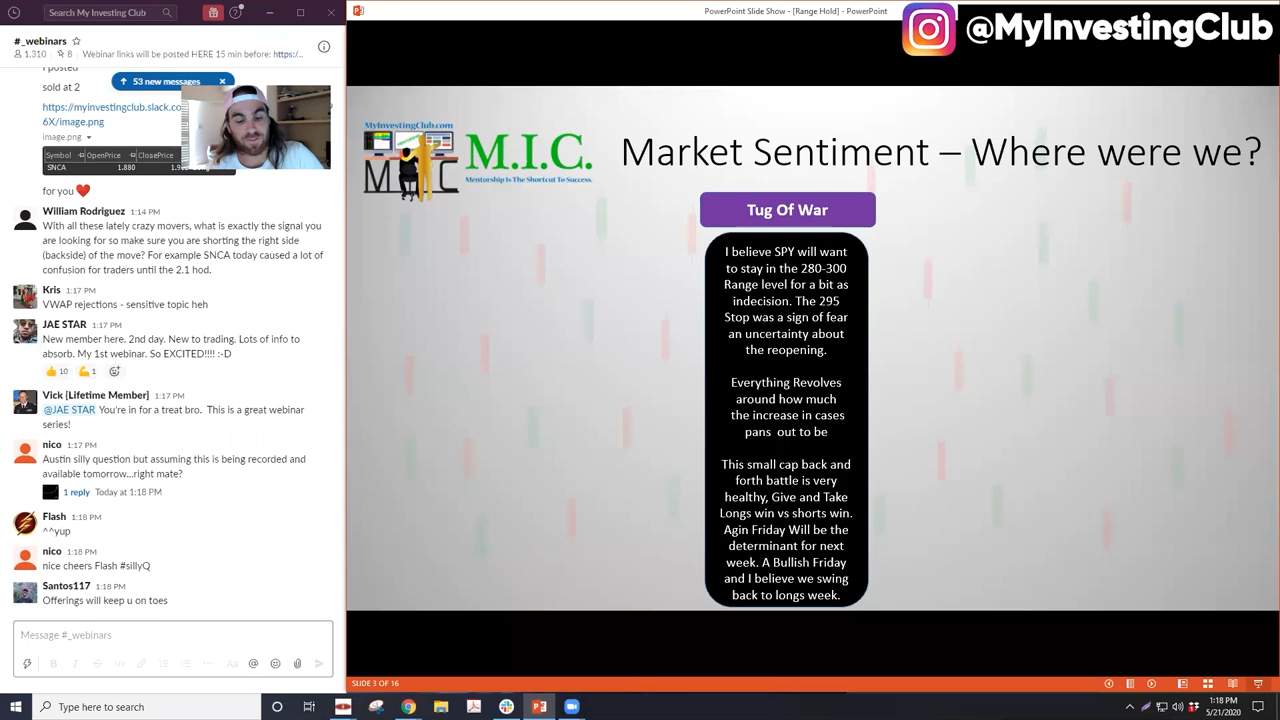 Search Monkey Investing Club
PowerPoint Slide Show - [Range Hold] - PowerPoint
@MyInvestingClub
#_webinars
1,310
8
Webinar links will be posted HERE 15 min before: https:/...
I posted
53 new messages
sold at 2
https://myinvestingclub.slack.co
6X/image.png
image.png
Symbol OpenPrice ClosePrice
SNCA 1.880
for you
William Rodriguez 1:14 PM
With all these lately crazy movers, what is exactly the signal you
are looking for so make sure you are shorting the right side
(backside) of the move? For example SNCA today caused a lot of
confusion for traders until the 2.1 hod.
Kris 1:17 PM
VWAP rejections - sensitive topic heh
JAE STAR 1:17 PM
New member here. 2nd day. New to trading. Lots of info to
absorb. My 1st webinar. So EXCITED!!!! :-D
10
1
Vick [Lifetime Member] 1:17 PM
@JAE STAR You're in for a treat bro. This is a great webinar
series!
nico 1:17 PM
Austin silly question but assuming this is being recorded and
available tomorrow...right mate?
1 reply Today at 1:18 PM
Flash 1:18 PM
^^yup
nico 1:18 PM
nice cheers Flash #sillyQ
Santos117 1:18 PM
Offerings will keep u on toes
Message #_webinars
MyInvestingClub.com
M.I.C.
Mentorship Is The Shortcut To Success.
Market Sentiment – Where were we?
Tug Of War
I believe SPY will want
to stay in the 280-300
Range level for a bit as
indecision. The 295
Stop was a sign of fear
an uncertainty about
the reopening.
Everything Revolves
around how much
the increase in cases
pans out to be
This small cap back and
forth battle is very
healthy, Give and Take
Longs win vs shorts win.
Agin Friday Will be the
determinant for next
week. A Bullish Friday
and I believe we swing
back to longs week.
SLIDE 3 OF 16
Type here to search
1:18 PM
5/21/2020